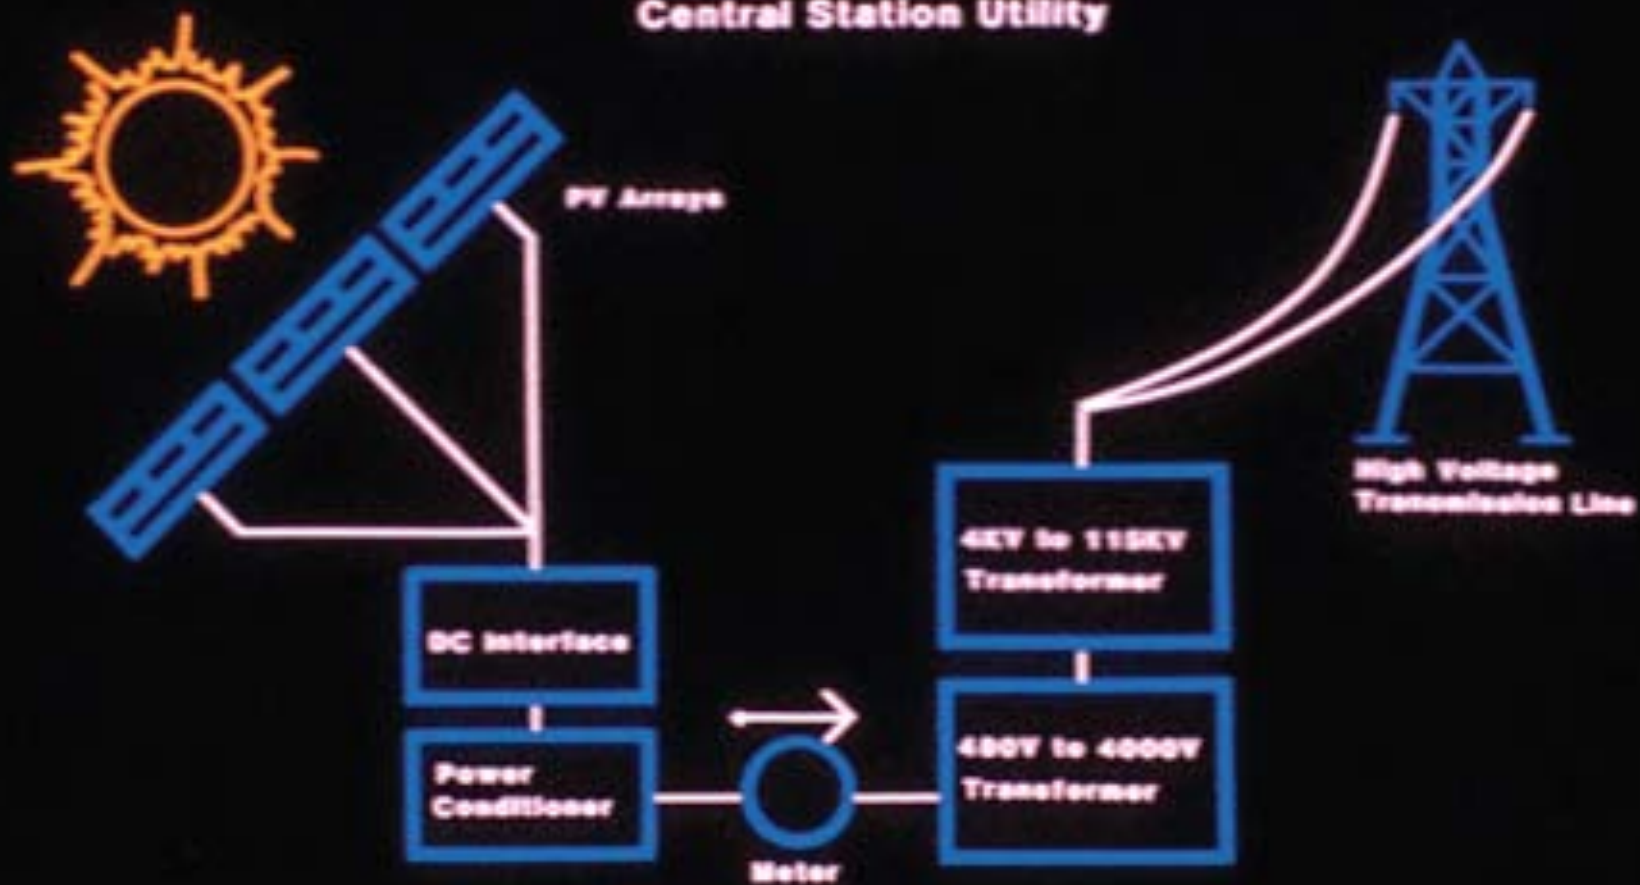 Central Station Utility
PV Arrays
High Voltage
Transmission Line
4KV to 115KV
Transformer
DC Interface
480V to 4000V
Transformer
Power
Conditioner
Meter